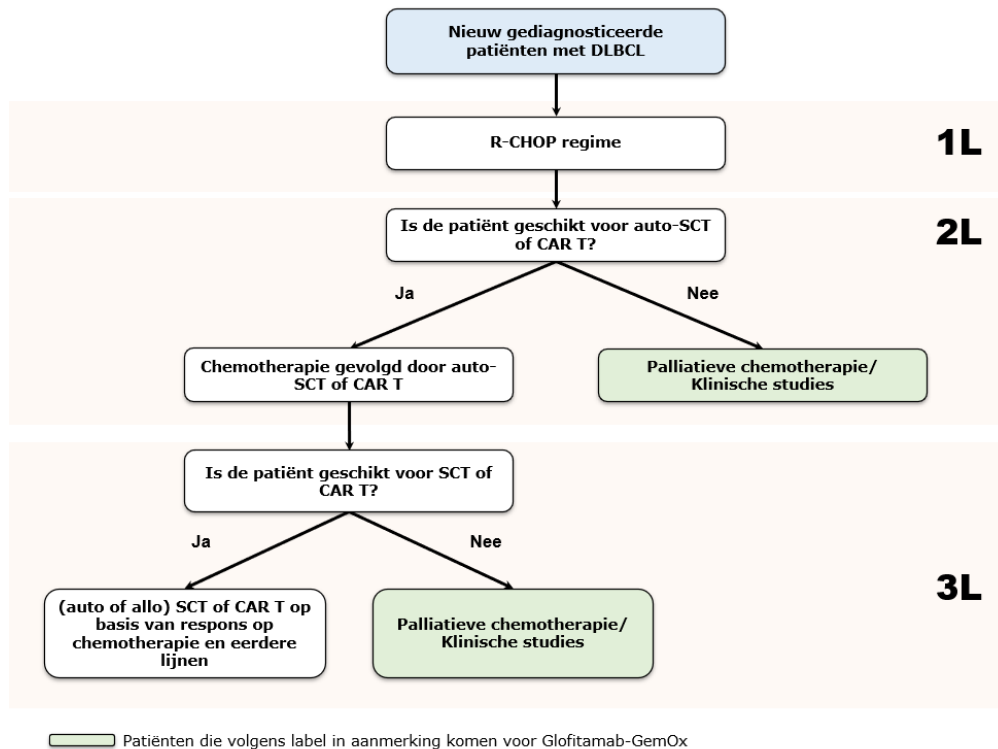 Nieuw gediagnosticeerde
patiënten met DLBCL
R-CHOP regime
1L
Is de patiënt geschikt voor auto-SCT
of CAR T?
2L
Ja
Nee
Chemotherapie gevolgd door auto-
SCT of CAR T
Palliatieve chemotherapie/
Klinische studies
Is de patiënt geschikt voor SCT of
CAR T?
Ja
Nee
3L
(auto of allo) SCT of CAR T op
basis van respons op
chemotherapie en eerdere
lijnen
Palliatieve chemotherapie/
Klinische studies
Patiënten die volgens label in aanmerking komen voor Glofitamab-GemOx